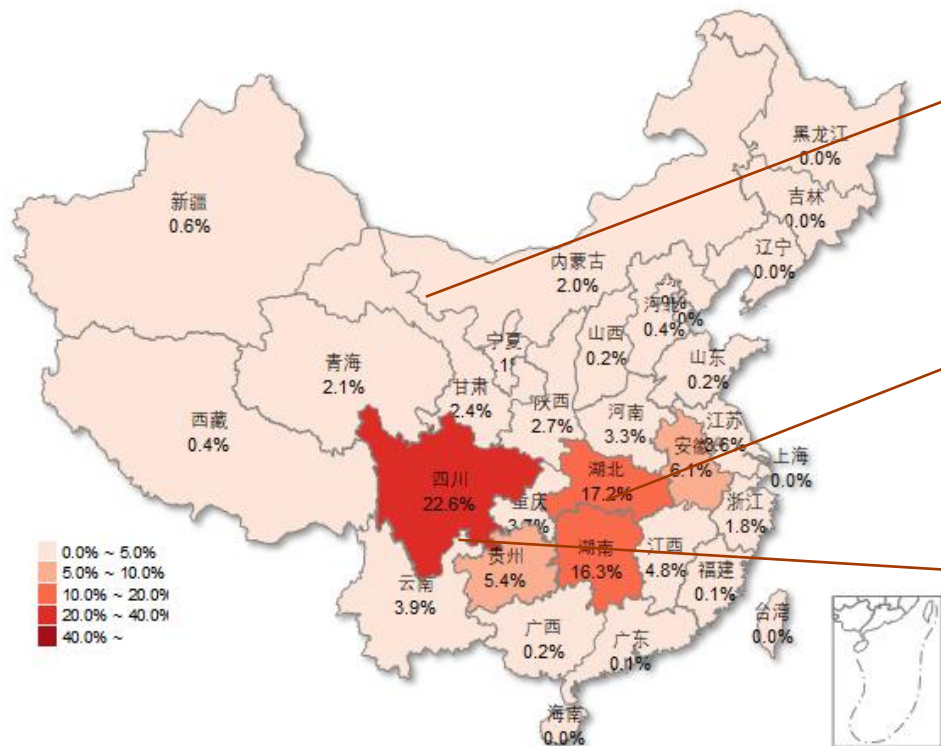 黑龙江
0.0%
吉林
0.0%
辽宁
0.0%
新疆
0.6%
内蒙古
2.0%
河北
0.4%
山西
0.2%
宁夏
山东
0.2%
青海
2.1%
甘肃
2.4%
陕西
2.7%
河南
3.3%
江苏
3.6%
安徽
6.1%
上海
0.0%
西藏
0.4%
四川
22.6%
重庆
3.7%
湖北
17.2%
浙江
1.8%
贵州
5.4%
湖南
16.3%
江西
4.8%
福建
0.1%
云南
3.9%
广西
0.2%
广东
0.1%
台湾
0.0%
海南
0.0%
0.0% ~ 5.0%
5.0% ~ 10.0%
10.0% ~ 20.0%
20.0% ~ 40.0%
40.0% ~